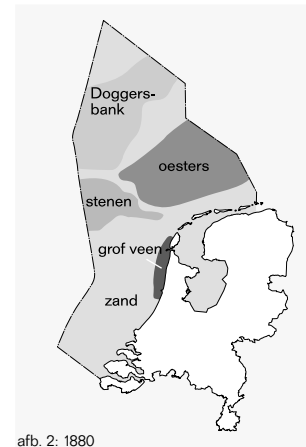 Doggers-
bank
oesters
stenen
grof veen
zand
afb. 2: 1880